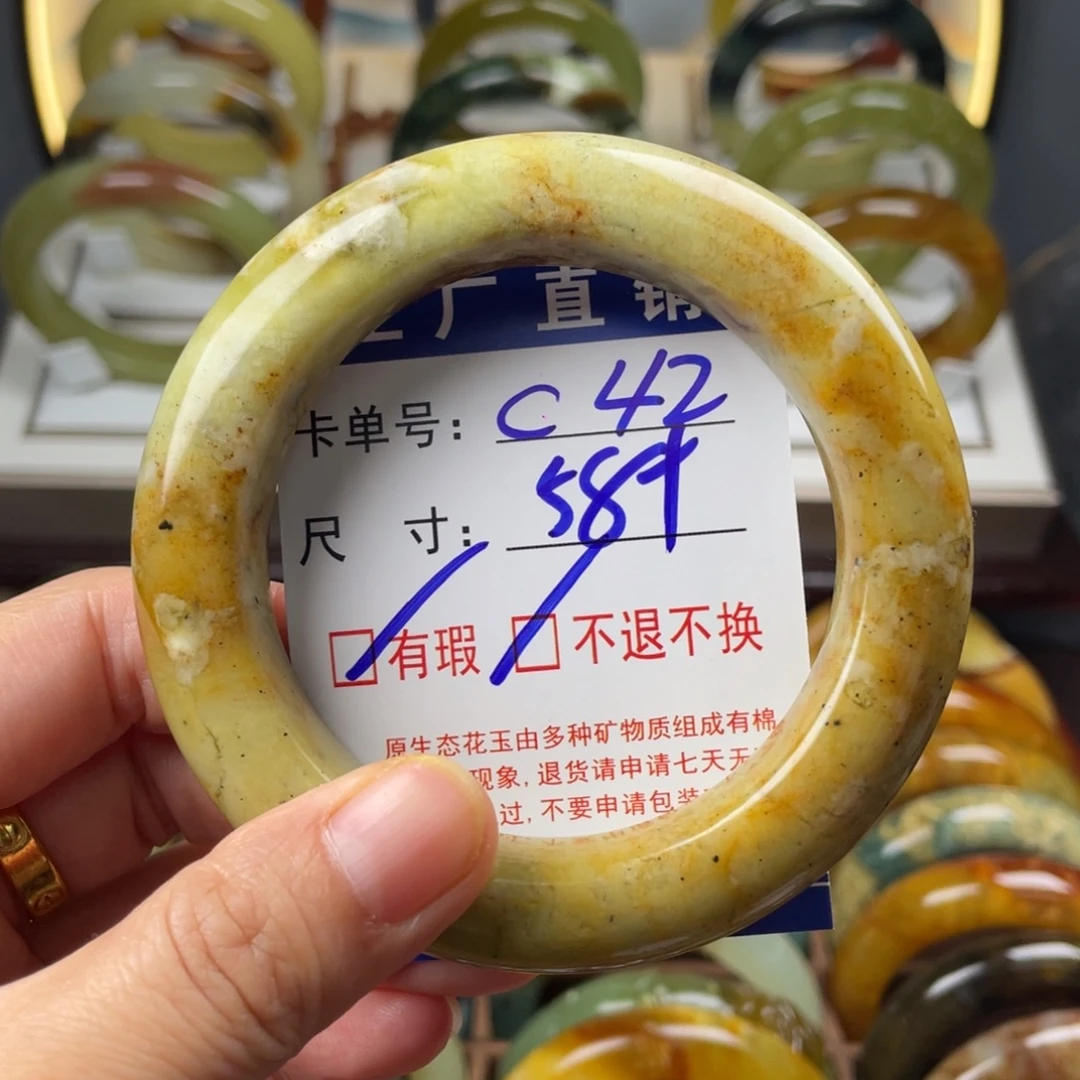 厂直销
卡单号: C 42
尺 寸: 58
有瑕 不退不换
原生态花玉由多种矿物质组成有棉
现象, 退货请申请七天无
过, 不要申请包装